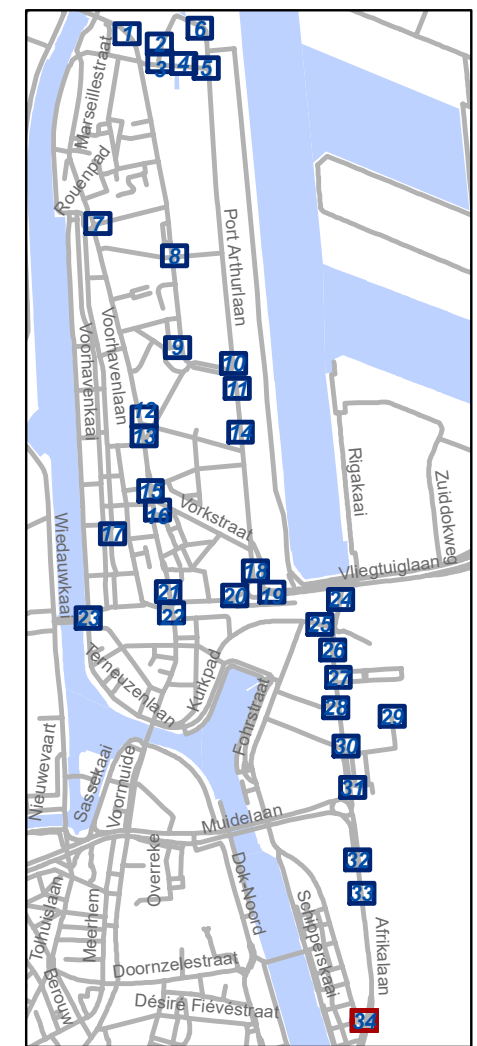 1
2
3
4
5
6
Marseillestraat
Rouenpad
7
Port Arthurlaan
8
Voorhavenlaan
Voorhavenkaai
9
10
11
12
13
14
Rigakaai
Zuiddokweg
15
16
Vorkstraat
17
Wiedauwkaai
18
19
20
Vliegtuiglaan
21
22
23
24
25
26
27
28
29
30
31
Terneuzenlaan
Kurkpad
Fohrstraat
Nieuwevaart
Sassekaai
Voormuide
Muidelaan
32
33
Overreke
Dok-Noord
Tolhuislaan
Meerhem
Schipperskaai
Afrikalaan
Berouw
Doornzelestraat
Désiré Fiévéstraat
34